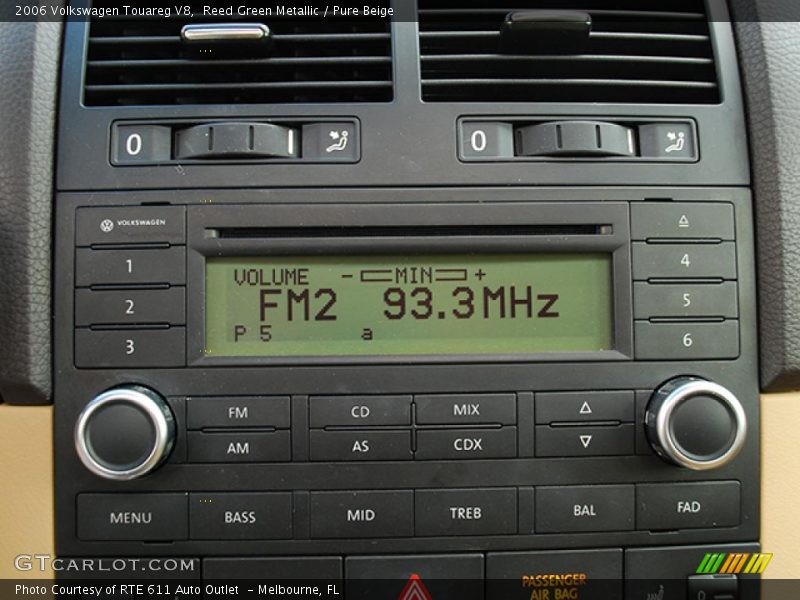 2006 Volkswagen Touareg V8, Reed Green Metallic / Pure Beige
0 0
VOLKSWAGEN
1
2
3
VOLUME - MIN +
FM2 93.3MHz
P 5 a
4
5
6
FM CD MIX
AM AS CDX
MENU BASS MID TREB BAL FAD
PASSENGER
AIR BAG
0
GTCARLOT.COM
Photo Courtesy of RTE 611 Auto Outlet - Melbourne, FL